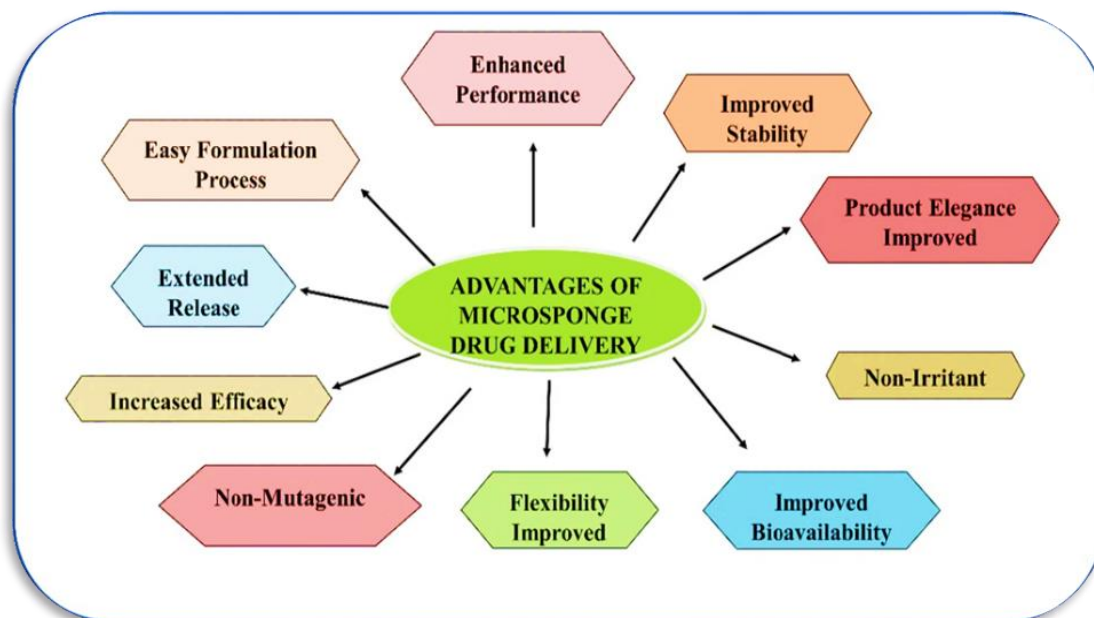 Enhanced
Performance
Improved
Stability
Easy Formulation
Process
Product Elegance
Improved
Extended
Release
ADVANTAGES OF
MICROSPONGE
DRUG DELIVERY
Non-Irritant
Increased Efficacy
Non-Mutagenic
Flexibility
Improved
Improved
Bioavailability